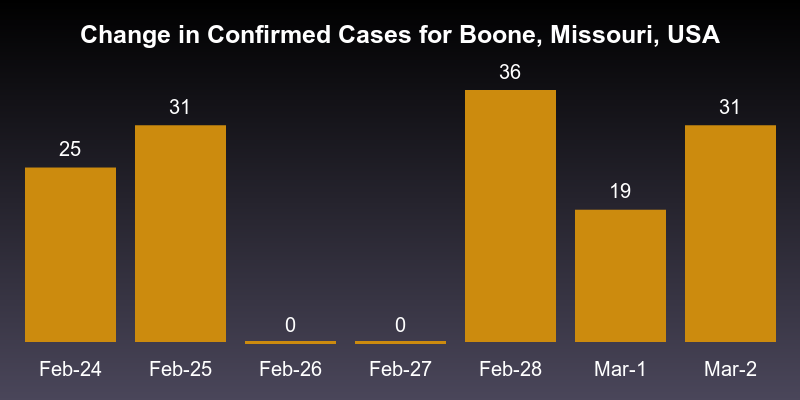 Change in Confirmed Cases for Boone, Missouri, USA
25
31
0
0
36
19
31
Feb-24
Feb-25
Feb-26
Feb-27
Feb-28
Mar-1
Mar-2